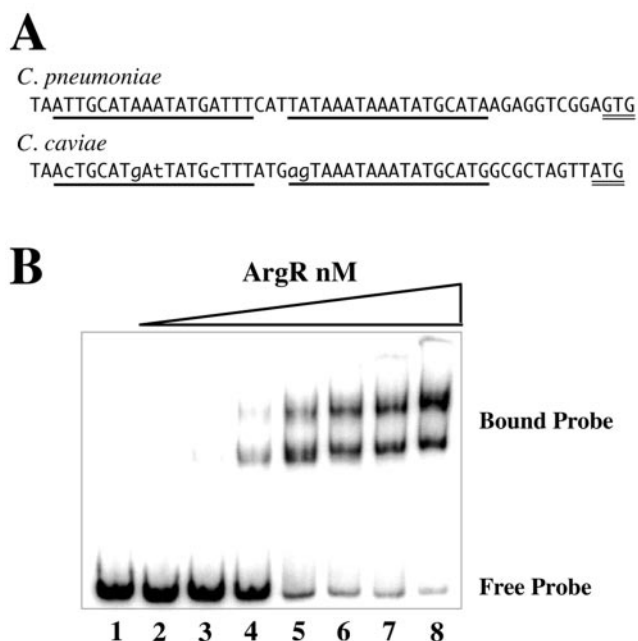 A
C. pneumoniae
TAATTGCATAAATATGATTTCATTATAAATAAATATGCATAAGAGGTCGGAGTG
C. caviae
TAAcTGCATgAtTATGcTTTATGagTAAATAAATATGCATGGCGCTAGTTATG
B
ArgR nM
Bound Probe
Free Probe
1 2 3 4 5 6 7 8